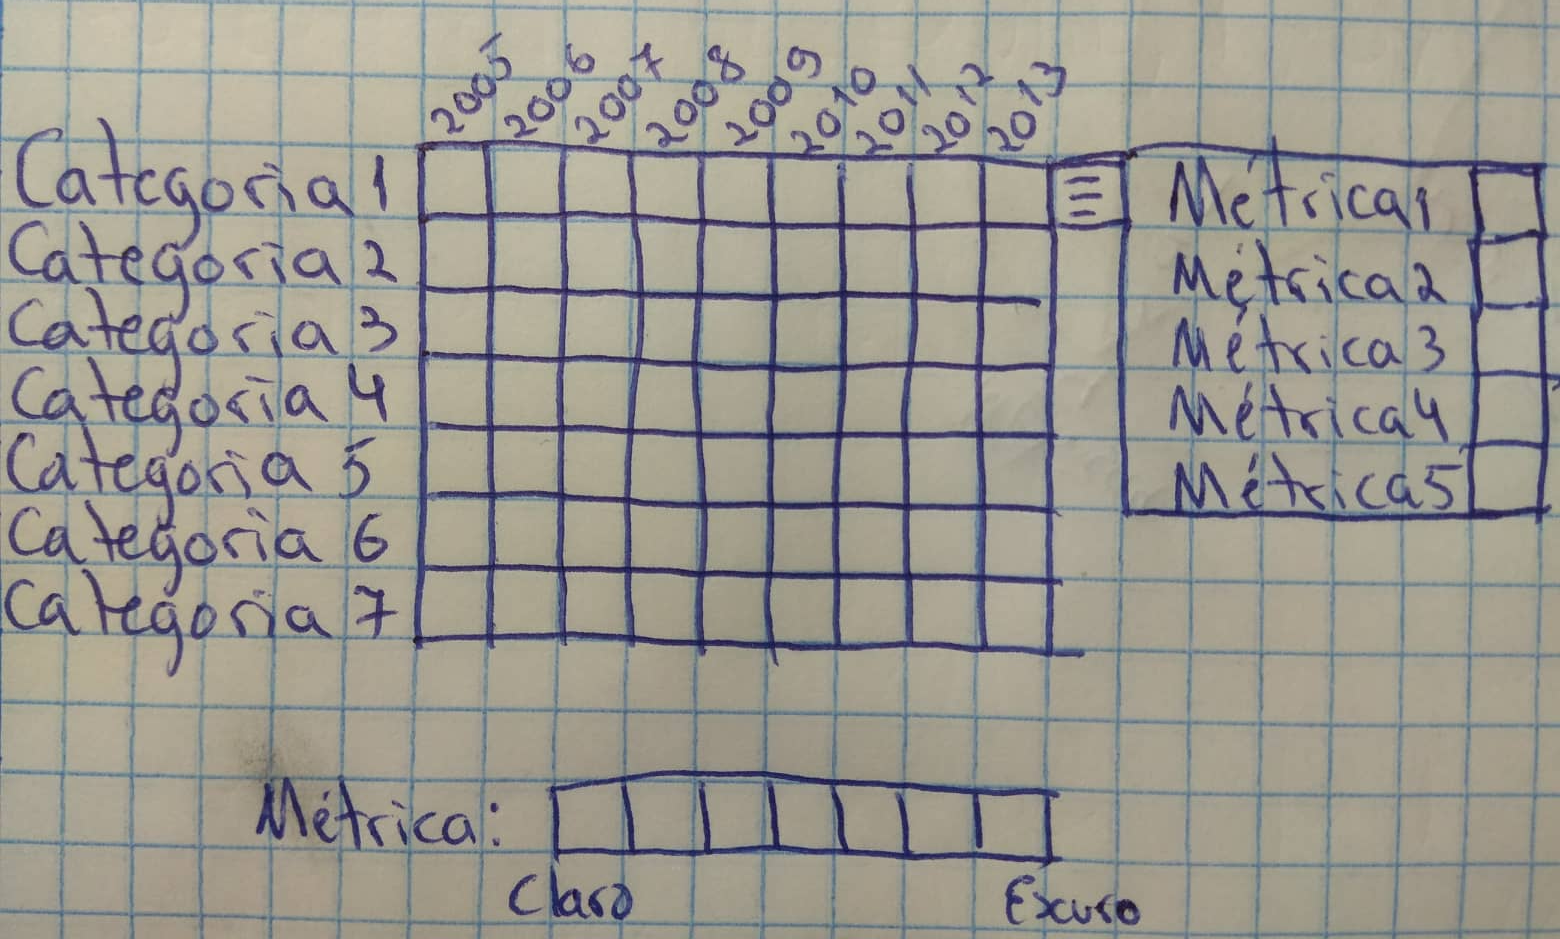 2005 2006 2007 2008 2009 2010 2011 2012 2013
Categoria 1
Categoria 2
Categoria 3
Categoria 4
Categoria 5
Categoria 6
Categoria 7
Métrica 1
Métrica 2
Métrica 3
Métrica 4
Métrica 5
Métrica:
Claro Excuro